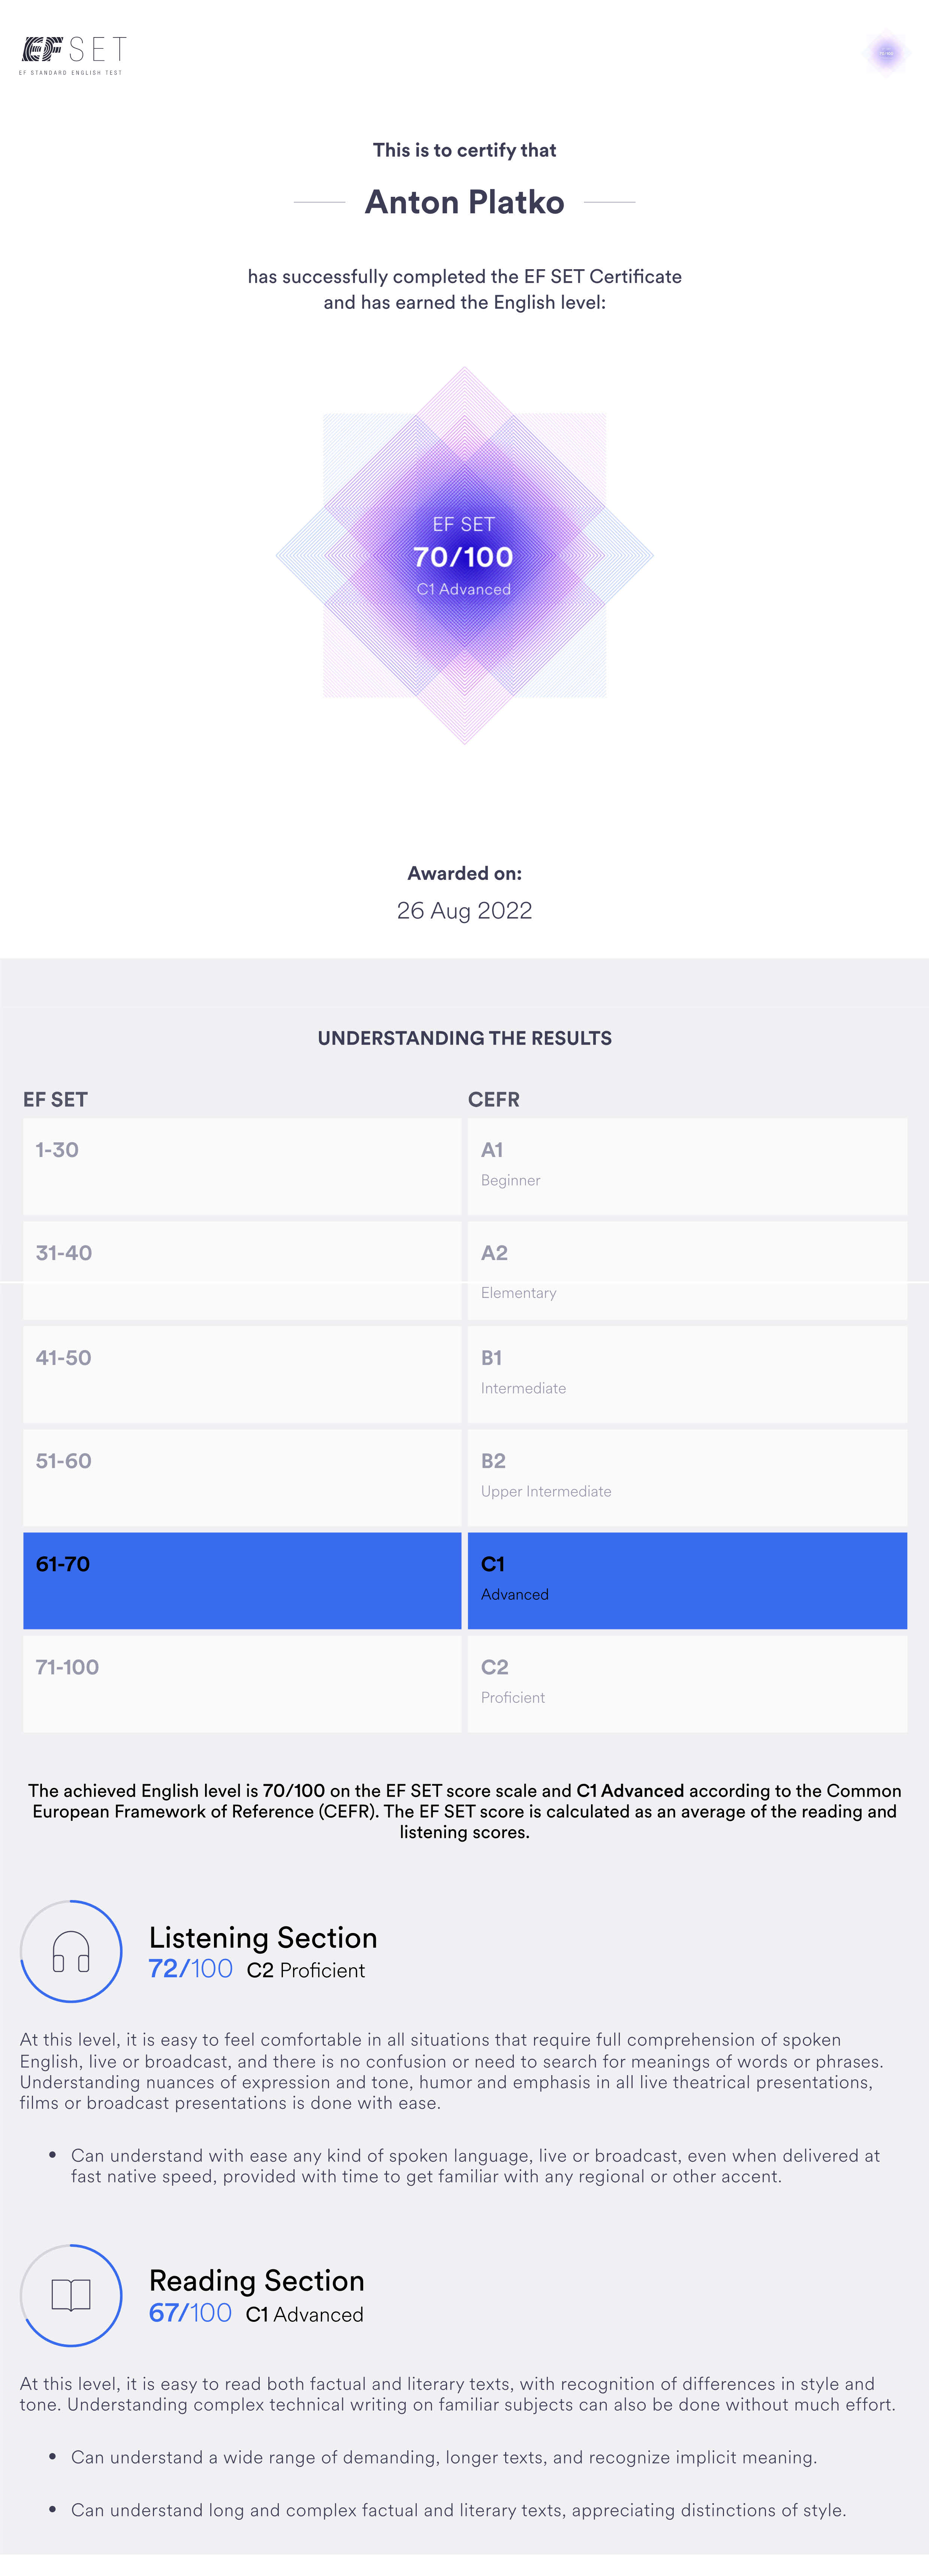 EF SET
EF STANDARD ENGLISH TEST
This is to certify that
Anton Platko
has successfully completed the EF SET Certificate
and has earned the English level:
EF SET
70/100
C1 Advanced
Awarded on:
26 Aug 2022
UNDERSTANDING THE RESULTS
EF SET CEFR
1-30 A1
Beginner
31-40 A2
Elementary
41-50 B1
Intermediate
51-60 B2
Upper Intermediate
61-70 C1
Advanced
71-100 C2
Proficient
The achieved English level is 70/100 on the EF SET score scale and C1 Advanced according to the Common
European Framework of Reference (CEFR). The EF SET score is calculated as an average of the reading and
listening scores.
Listening Section
72/100 C2 Proficient
At this level, it is easy to feel comfortable in all situations that require full comprehension of spoken
English, live or broadcast, and there is no confusion or need to search for meanings of words or phrases.
Understanding nuances of expression and tone, humor and emphasis in all live theatrical presentations,
films or broadcast presentations is done with ease.
• Can understand with ease any kind of spoken language, live or broadcast, even when delivered at
fast native speed, provided with time to get familiar with any regional or other accent.
Reading Section
67/100 C1 Advanced
At this level, it is easy to read both factual and literary texts, with recognition of differences in style and
tone. Understanding complex technical writing on familiar subjects can also be done without much effort.
• Can understand a wide range of demanding, longer texts, and recognize implicit meaning.
• Can understand long and complex factual and literary texts, appreciating distinctions of style.